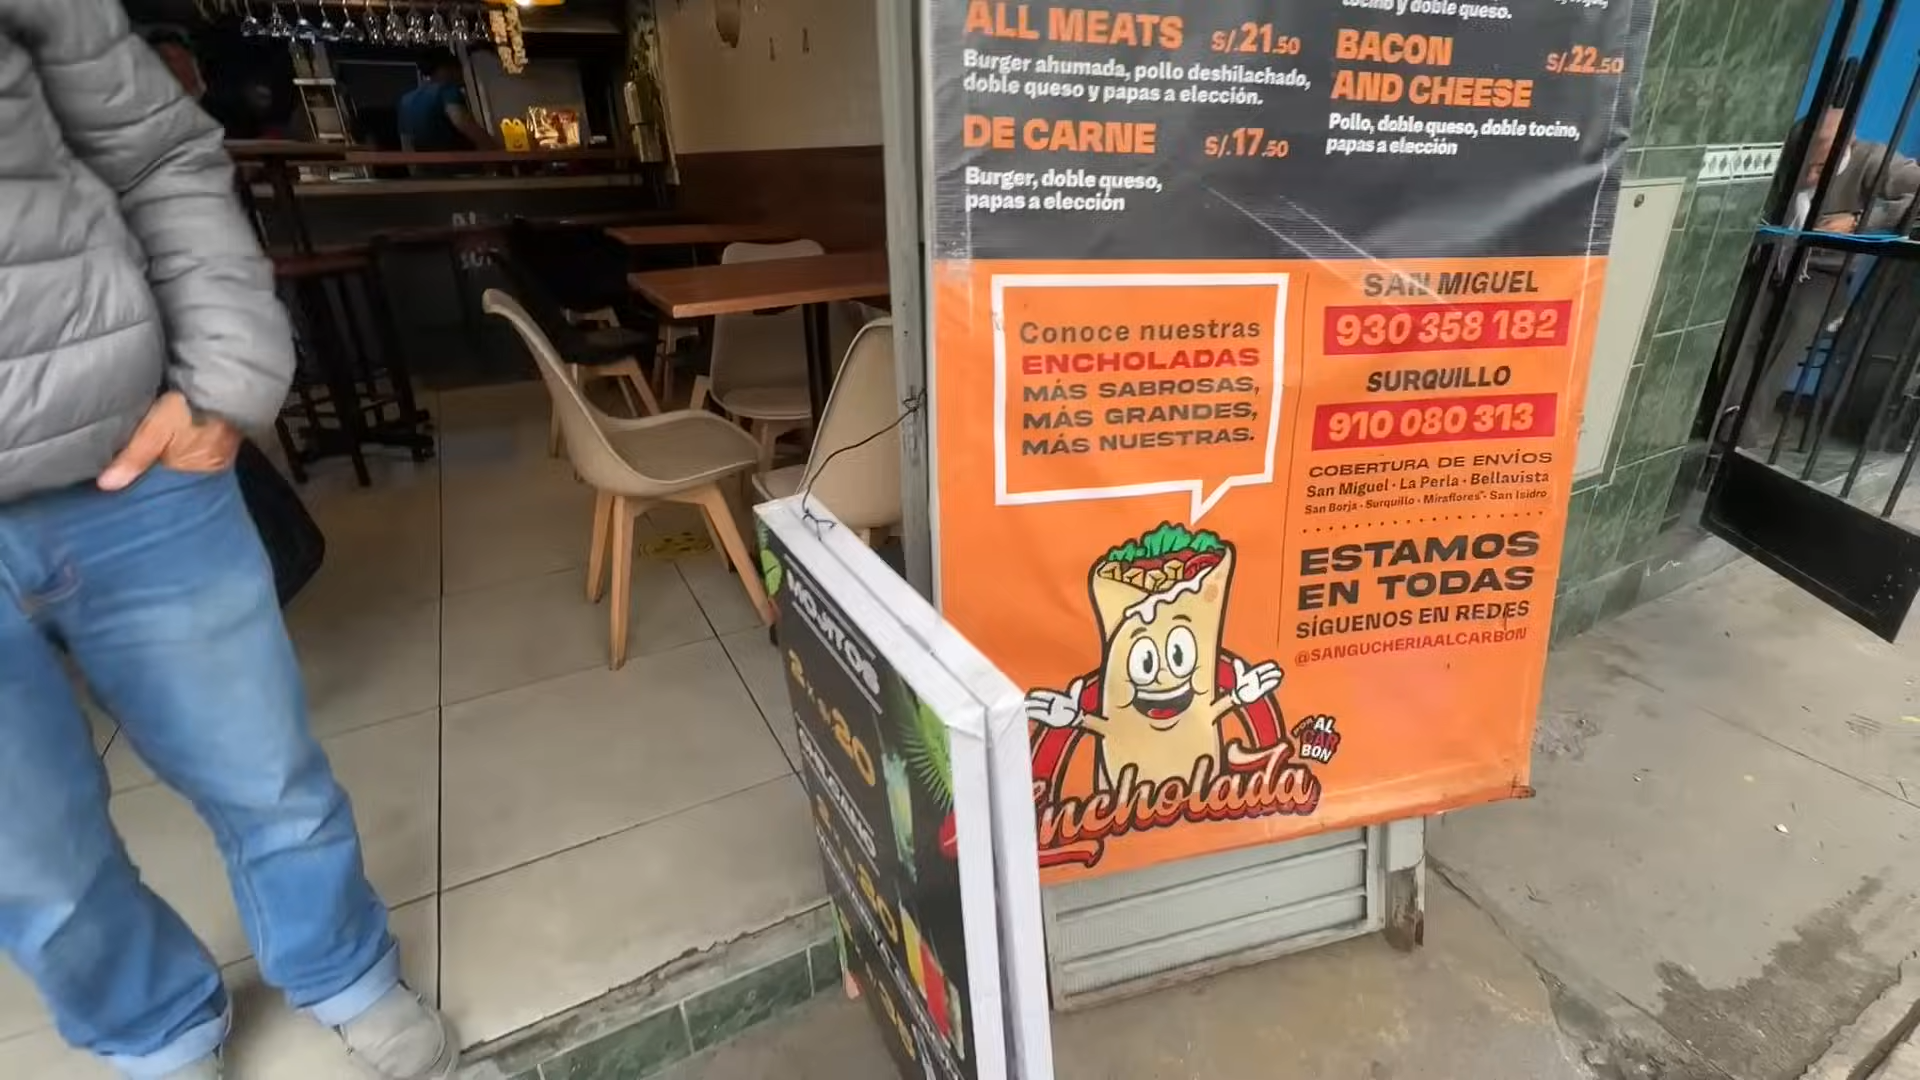 ALL MEATS S/.21.50
Burger ahumada, pollo deshilachado,
doble queso y papas a elección.
DE CARNE S/.17.50
Burger, doble queso,
papas a elección
tocino y doble queso.
BACON S/.22.50
AND CHEESE
Pollo, doble queso, doble tocino,
papas a elección
Conoce nuestras
ENCHOLADAS
MÁS SABROSAS,
MÁS GRANDES,
MÁS NUESTRAS.
SAN MIGUEL
930 358 182
SURQUILLO
910 080 313
COBERTURA DE ENVÍOS
San Miguel · La Perla · Bellavista
San Borja · Surquillo · Miraflores · San Isidro
ESTAMOS
EN TODAS
SÍGUENOS EN REDES
@SANGUCHERIAALCARBON
AL
CAR
BON
Encholada
MOJITOS
20